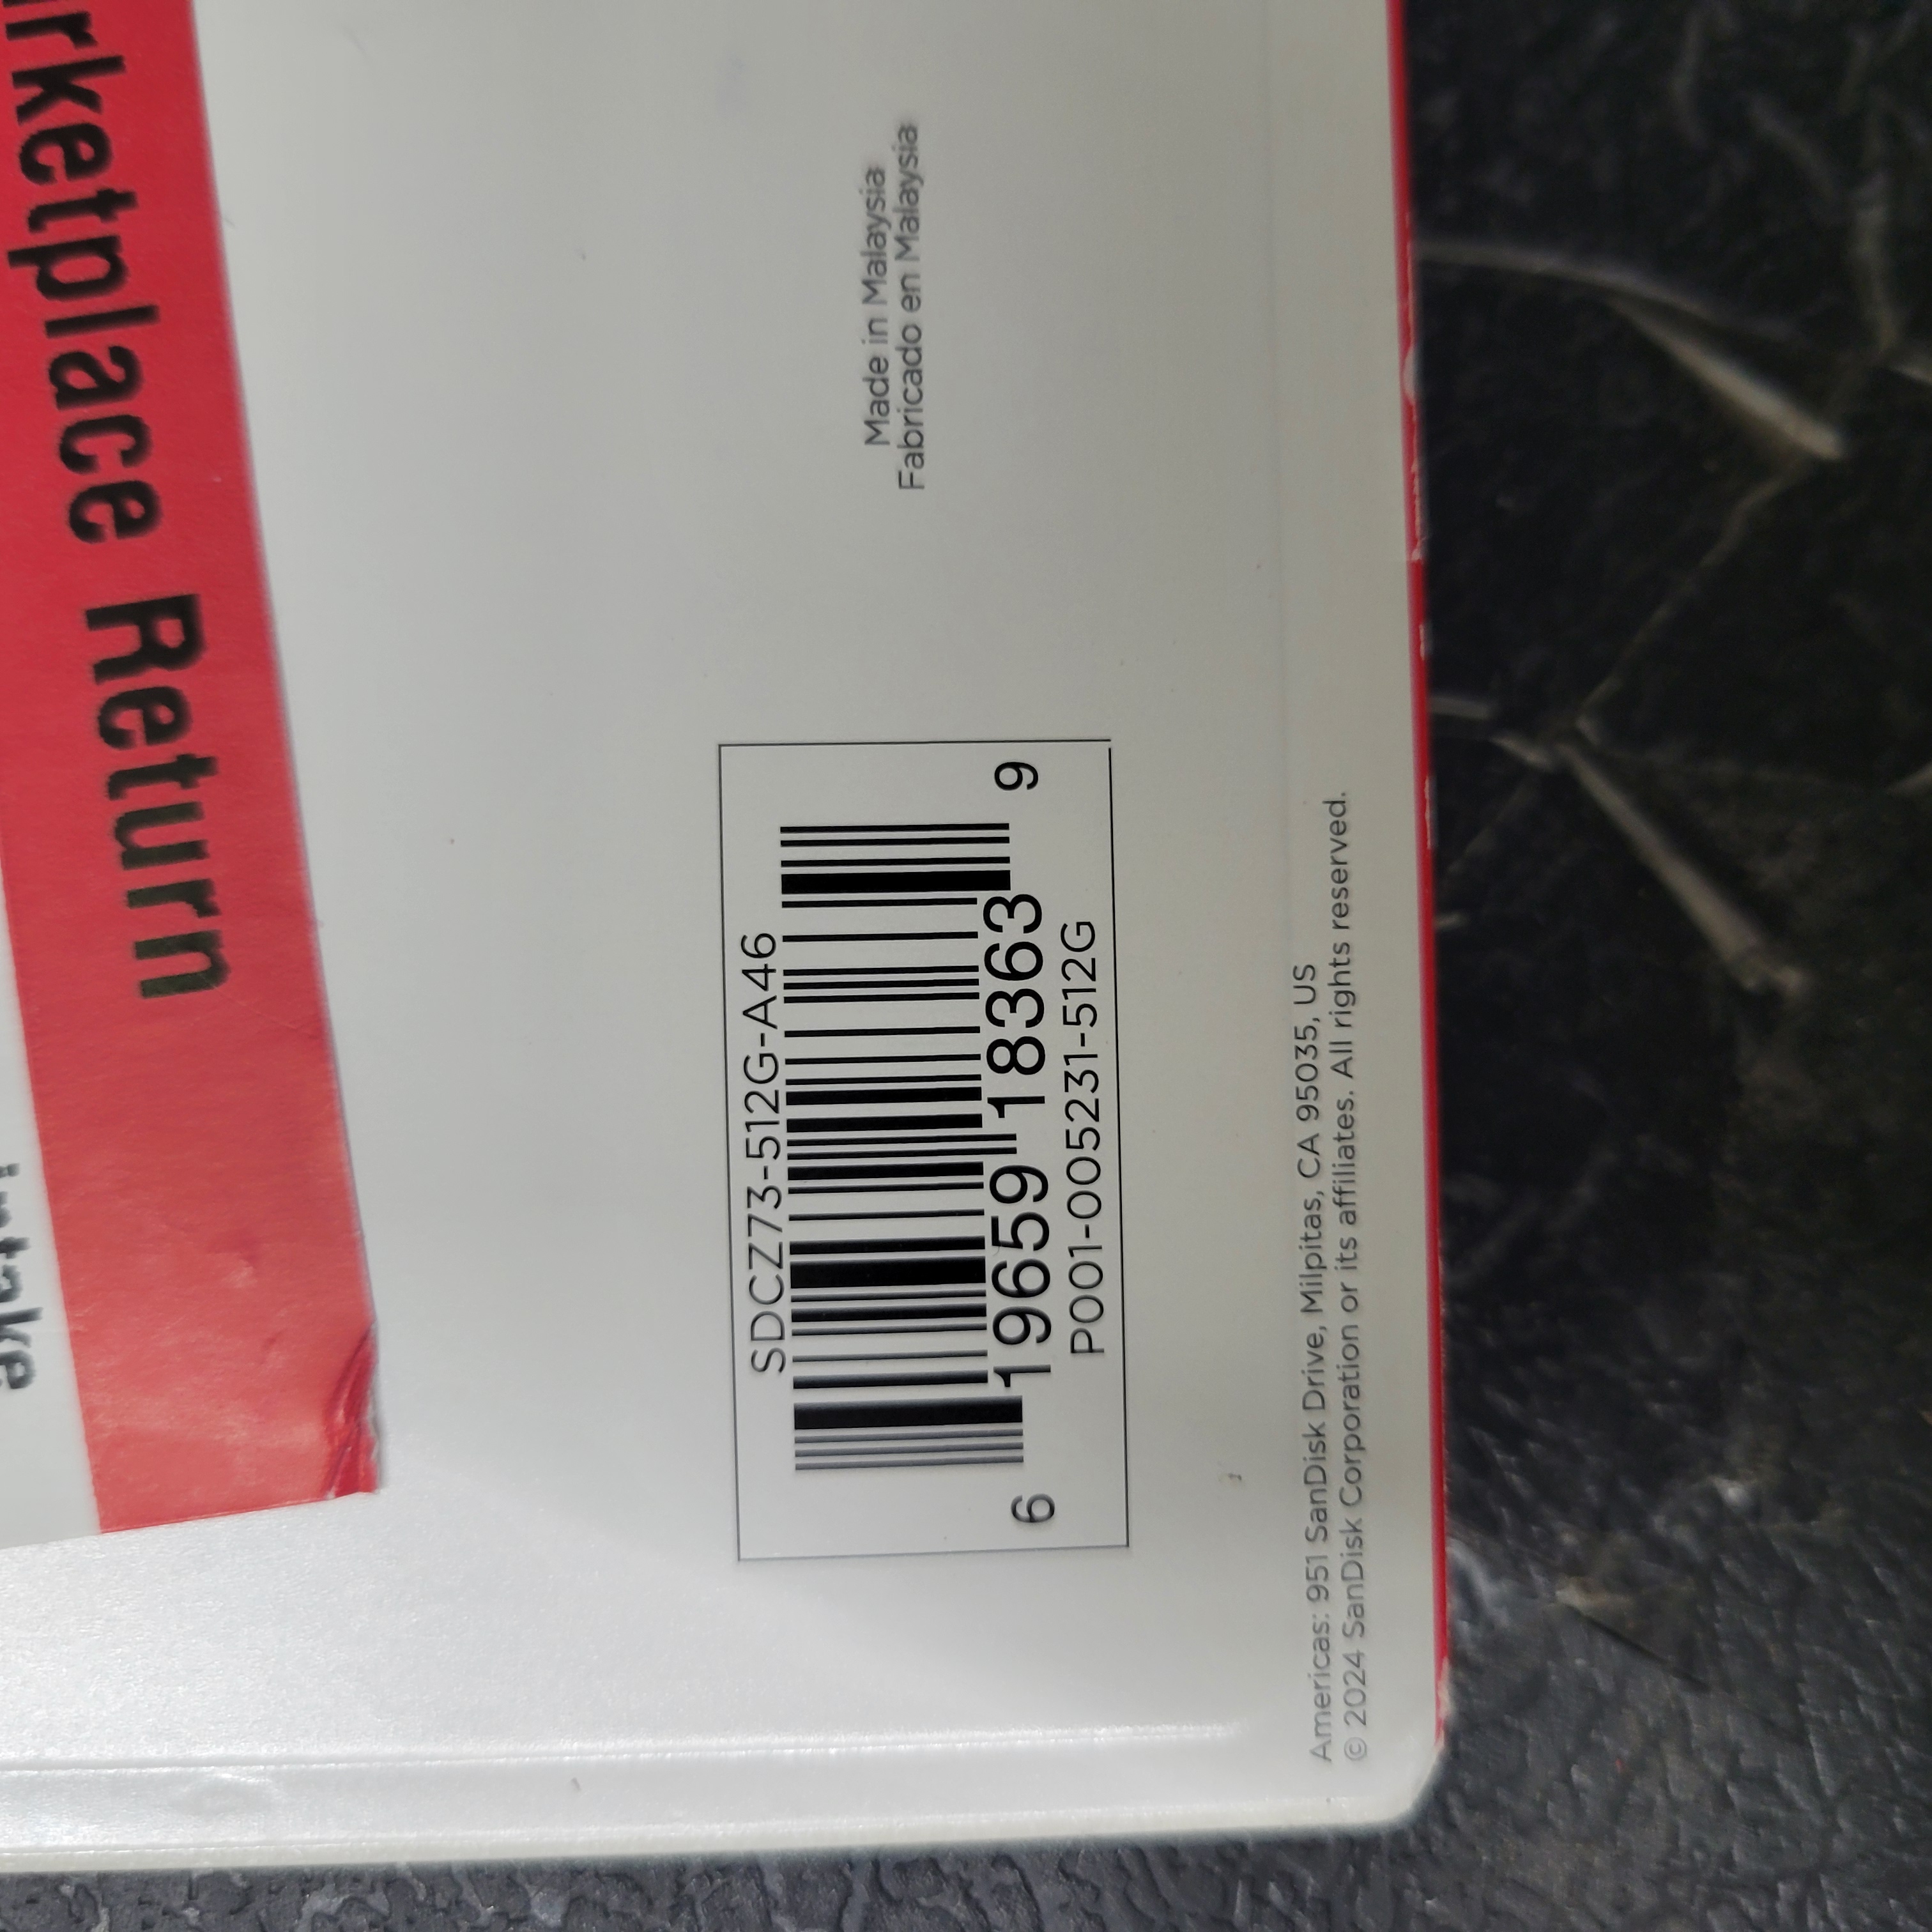 Marketplace Return
Made in Malaysia
Fabricado en Malaysia
SDCZ73-512G-A46
6 19659 18363 9
P001-005231-512G
Americas: 951 SanDisk Drive, Milpitas, CA 95035, US
© 2024 SanDisk Corporation or its affiliates. All rights reserved.